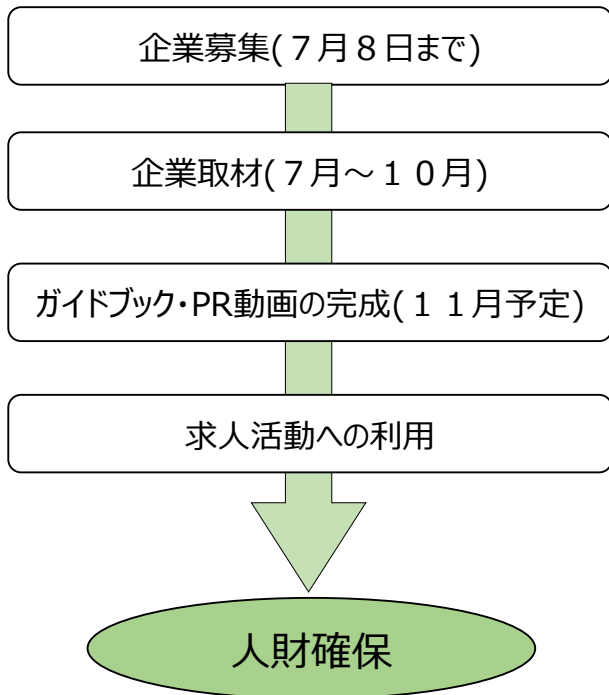 企業募集(７月８日まで)
企業取材(７月～１０月)
ガイドブック・PR動画の完成(１１月予定)
求人活動への利用
人財確保